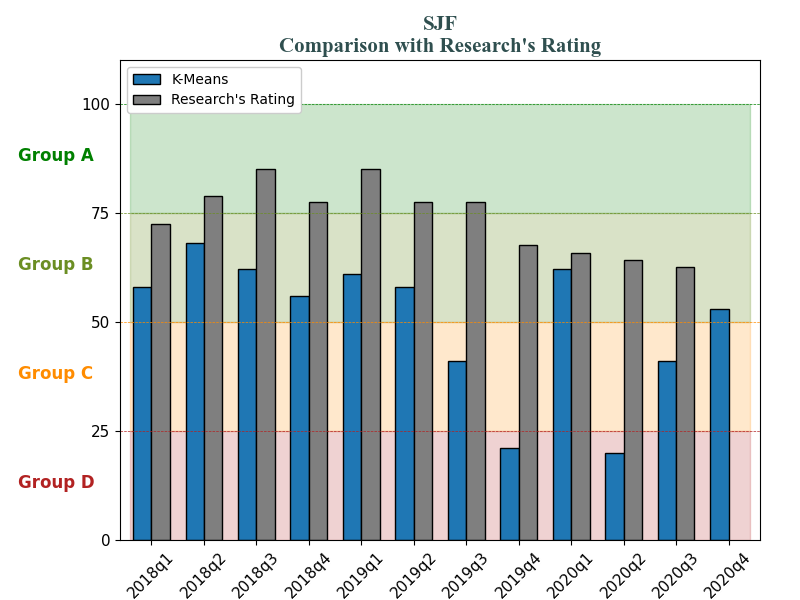 SJF
Comparison with Research's Rating
K-Means
Research's Rating
100
Group A
75
Group B
50
Group C
25
Group D
0
2018q1
2018q2
2018q3
2018q4
2019q1
2019q2
2019q3
2019q4
2020q1
2020q2
2020q3
2020q4